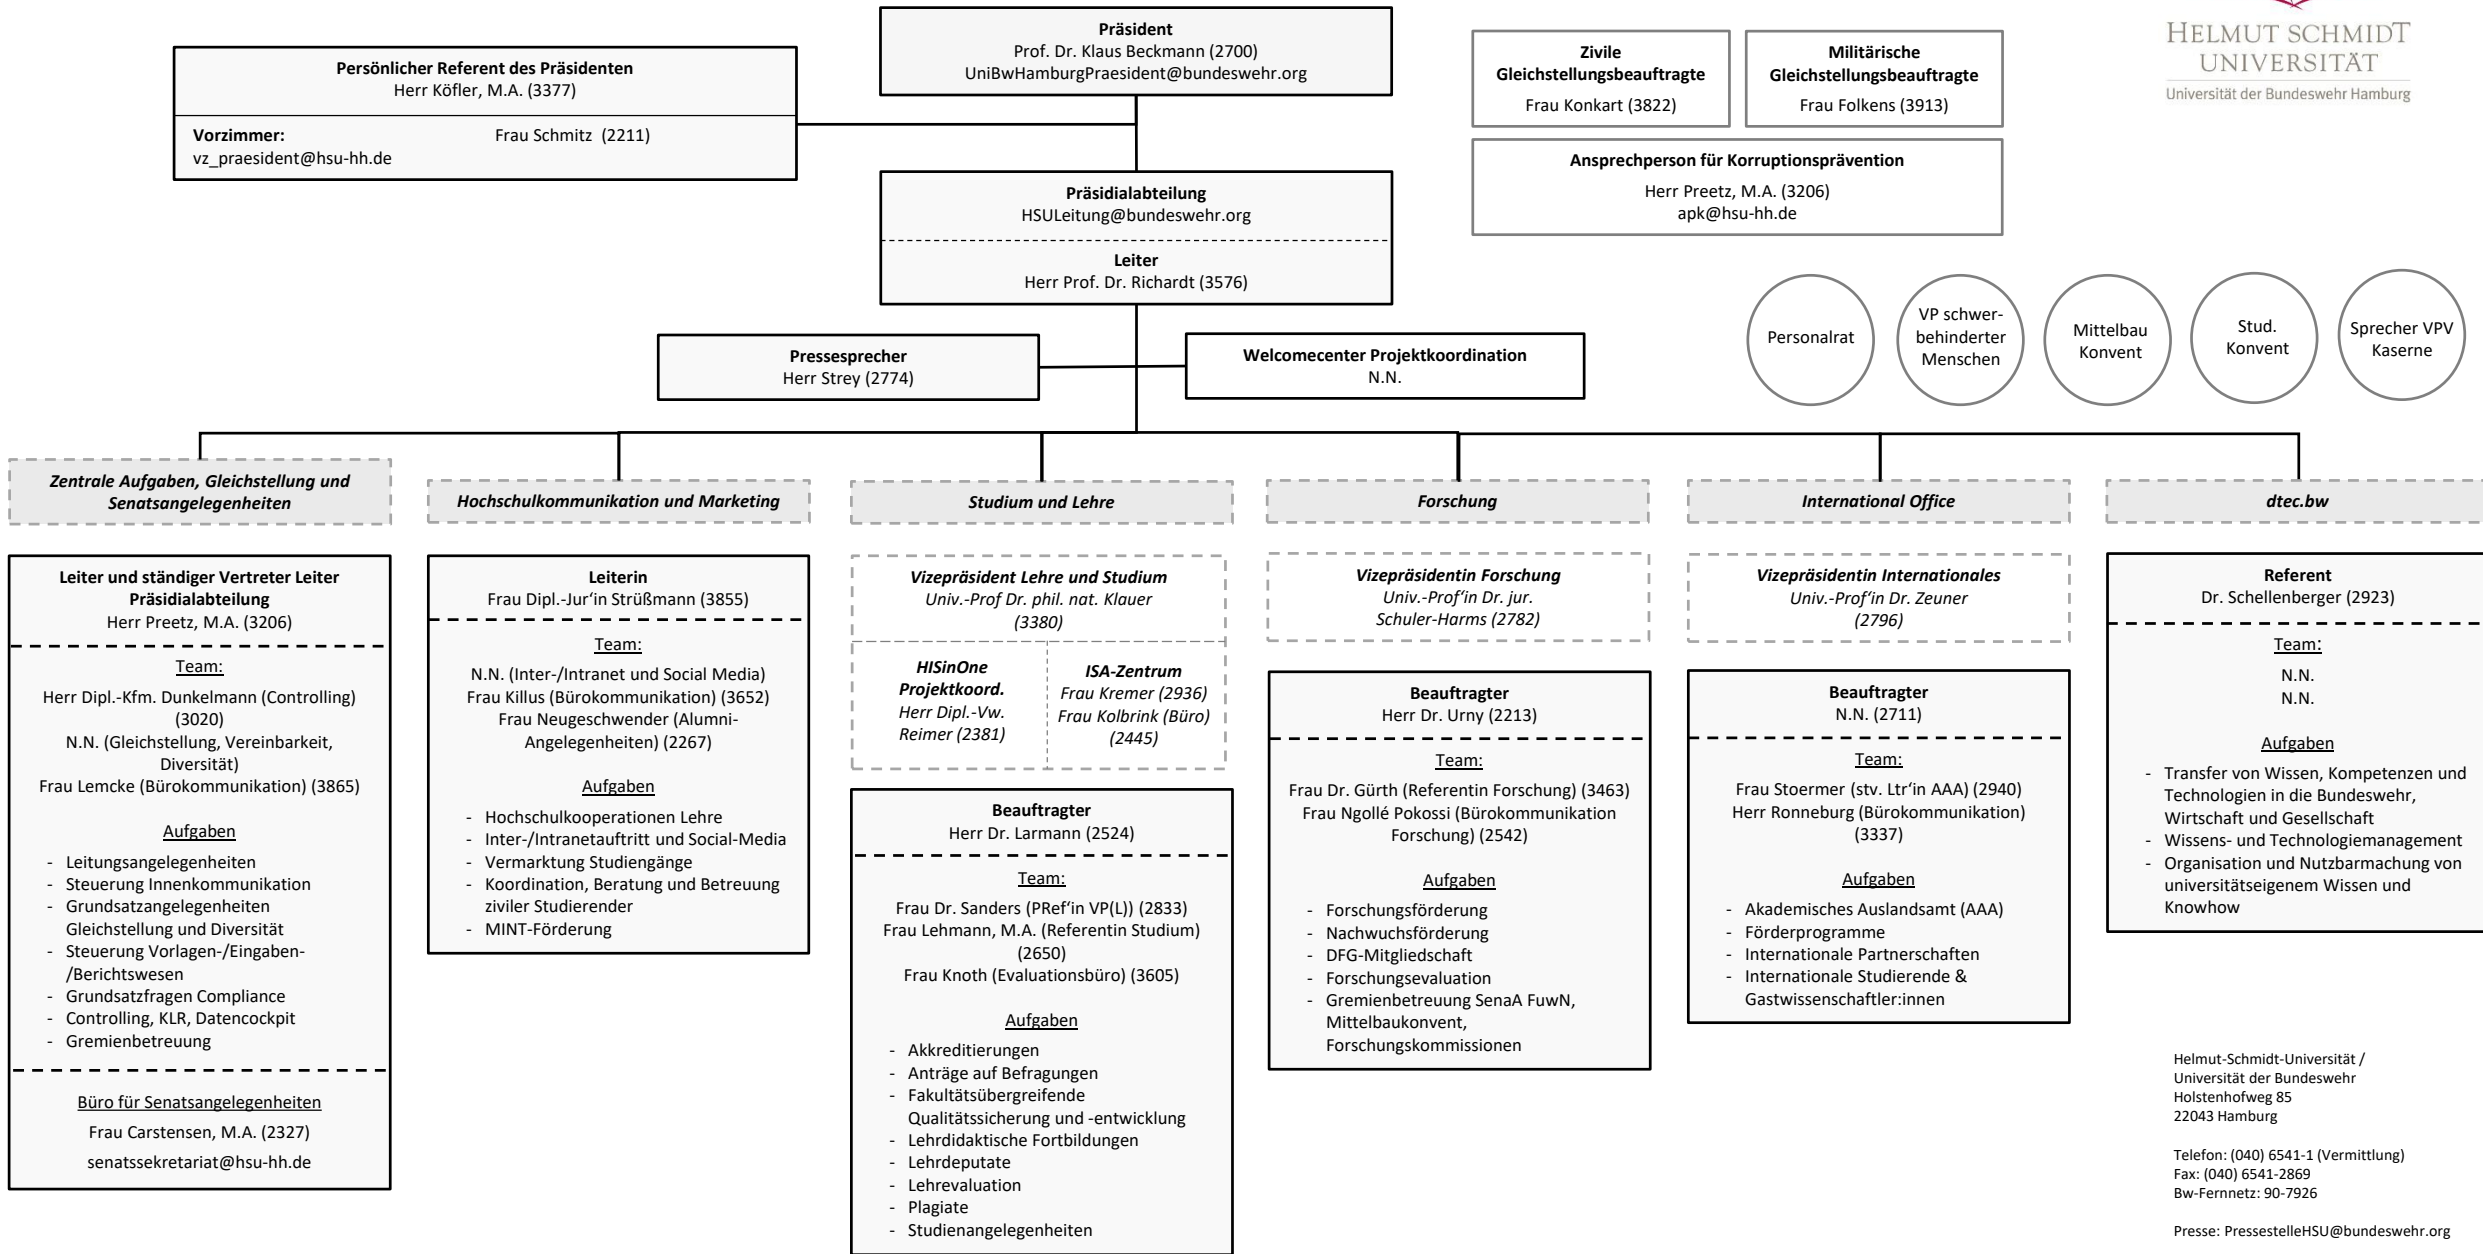 Präsident
Prof. Dr. Klaus Beckmann (2700)
UniBwHamburgPraesident@bundeswehr.org
Persönlicher Referent des Präsidenten
Herr Köfler, M.A. (3377)
Vorzimmer: Frau Schmitz (2211)
vz_praesident@hsu-hh.de
Zivile
Gleichstellungsbeauftragte
Frau Konkart (3822)
Militärische
Gleichstellungsbeauftragte
Frau Folkens (3913)
HELMUT SCHMIDT
UNIVERSITÄT
Universität der Bundeswehr Hamburg
Ansprechperson für Korruptionsprävention
Herr Preetz, M.A. (3206)
apk@hsu-hh.de
Präsidialabteilung
HSULeitung@bundeswehr.org
Leiter
Herr Prof. Dr. Richardt (3576)
Pressesprecher
Herr Strey (2774)
Welcomecenter Projektkoordination
N.N.
Personalrat
VP schwer-
behinderter
Menschen
Mittelbau
Konvent
Stud.
Konvent
Sprecher VPV
Kaserne
Zentrale Aufgaben, Gleichstellung und
Senatsangelegenheiten
Leiter und ständiger Vertreter Leiter
Präsidialabteilung
Herr Preetz, M.A. (3206)
Team:
Herr Dipl.-Kfm. Dunkelmann (Controlling)
(3020)
N.N. (Gleichstellung, Vereinbarkeit,
Diversität)
Frau Lemcke (Bürokommunikation) (3865)
Aufgaben
- Leitungsangelegenheiten
- Steuerung Innenkommunikation
- Grundsatzangelegenheiten
Gleichstellung und Diversität
- Steuerung Vorlagen-/Eingaben-
/Berichtswesen
- Grundsatzfragen Compliance
- Controlling, KLR, Datencockpit
- Gremienbetreuung
Büro für Senatsangelegenheiten
Frau Carstensen, M.A. (2327)
senatssekretariat@hsu-hh.de
Hochschulkommunikation und Marketing
Leiterin
Frau Dipl.-Jur‘in Strüßmann (3855)
Team:
N.N. (Inter-/Intranet und Social Media)
Frau Killus (Bürokommunikation) (3652)
Frau Neugeschwender (Alumni-
Angelegenheiten) (2267)
Aufgaben
- Hochschulkooperationen Lehre
- Inter-/Intranetauftritt und Social-Media
- Vermarktung Studiengänge
- Koordination, Beratung und Betreuung
ziviler Studierender
- MINT-Förderung
Studium und Lehre
Vizepräsident Lehre und Studium
Univ.-Prof Dr. phil. nat. Klauer
(3380)
HISinOne
Projektkoord.
Herr Dipl.-Vw.
Reimer (2381)
ISA-Zentrum
Frau Kremer (2936)
Frau Kolbrink (Büro)
(2445)
Beauftragter
Herr Dr. Larmann (2524)
Team:
Frau Dr. Sanders (PRef‘in VP(L)) (2833)
Frau Lehmann, M.A. (Referentin Studium)
(2650)
Frau Knoth (Evaluationsbüro) (3605)
Aufgaben
- Akkreditierungen
- Anträge auf Befragungen
- Fakultätsübergreifende
Qualitätssicherung und -entwicklung
- Lehrdidaktische Fortbildungen
- Lehrdeputate
- Lehrevaluation
- Plagiate
- Studienangelegenheiten
Forschung
Vizepräsidentin Forschung
Univ.-Prof‘in Dr. jur.
Schuler-Harms (2782)
Beauftragter
Herr Dr. Urny (2213)
Team:
Frau Dr. Gürth (Referentin Forschung) (3463)
Frau Ngollé Pokossi (Bürokommunikation
Forschung) (2542)
Aufgaben
- Forschungsförderung
- Nachwuchsförderung
- DFG-Mitgliedschaft
- Forschungsevaluation
- Gremienbetreuung SenaA FuwN,
Mittelbaukonvent,
Forschungskommissionen
International Office
Vizepräsidentin Internationales
Univ.-Prof‘in Dr. Zeuner
(2796)
Beauftragter
N.N. (2711)
Team:
Frau Stoermer (stv. Ltr‘in AAA) (2940)
Herr Ronneburg (Bürokommunikation)
(3337)
Aufgaben
- Akademisches Auslandsamt (AAA)
- Förderprogramme
- Internationale Partnerschaften
- Internationale Studierende &
Gastwissenschaftler:innen
dtec.bw
Referent
Dr. Schellenberger (2923)
Team:
N.N.
N.N.
Aufgaben
- Transfer von Wissen, Kompetenzen und
Technologien in die Bundeswehr,
Wirtschaft und Gesellschaft
- Wissens- und Technologiemanagement
- Organisation und Nutzbarmachung von
universitätseigenem Wissen und
Knowhow
Helmut-Schmidt-Universität /
Universität der Bundeswehr
Holstenhofweg 85
22043 Hamburg
Telefon: (040) 6541-1 (Vermittlung)
Fax: (040) 6541-2869
Bw-Fernnetz: 90-7926
Presse: PressestelleHSU@bundeswehr.org